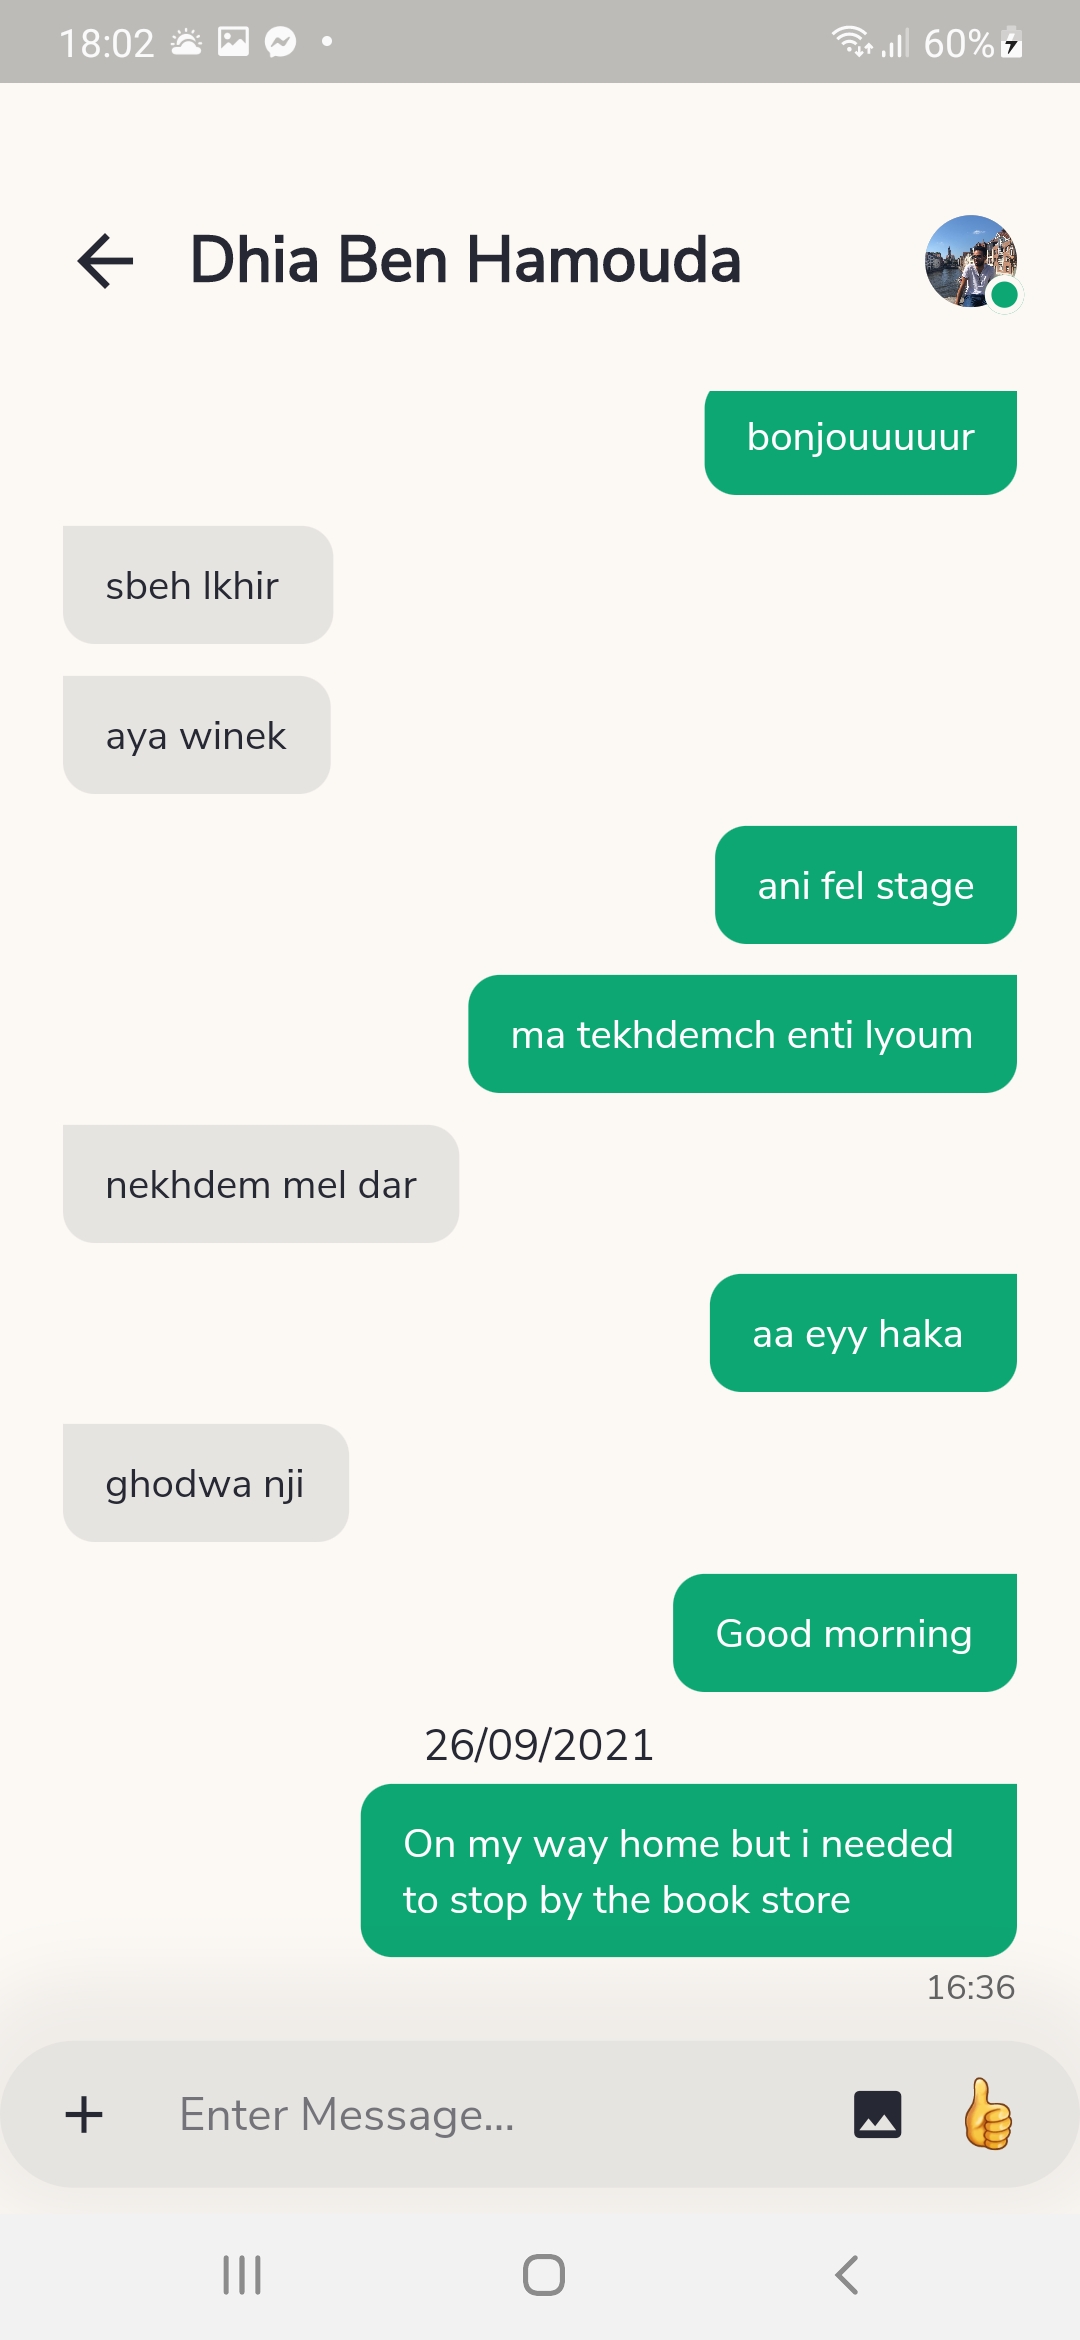 18:02
60%
Dhia Ben Hamouda
bonjouuuuur
sbeh lkhir
aya winek
ani fel stage
ma tekhdemch enti lyoum
nekhdem mel dar
aa eyy haka
ghodwa nji
Good morning
26/09/2021
On my way home but i needed
to stop by the book store
16:36
Enter Message...